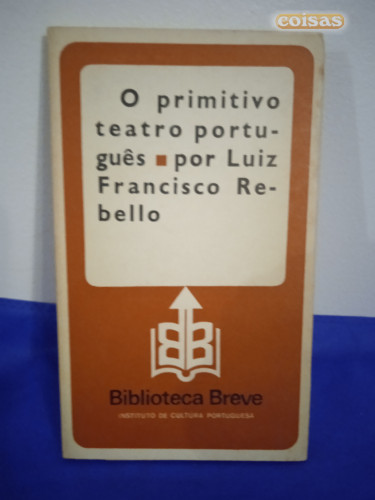 coisas
O primitivo
teatro portu-
guês ■ por Luiz
Francisco Re-
bello
BB
Biblioteca Breve
INSTITUTO DE CULTURA PORTUGUESA